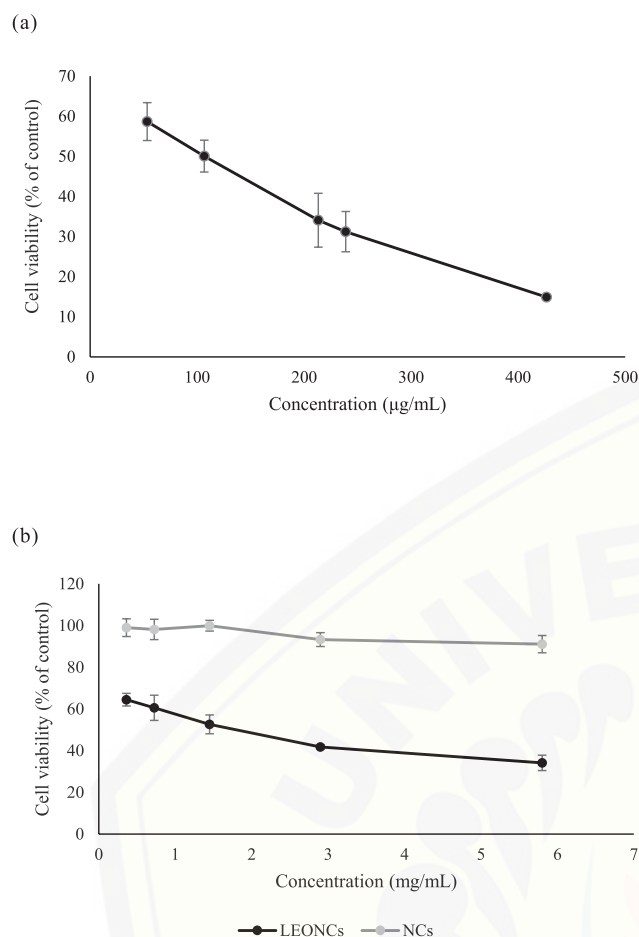 (a)
70
60
50
40
30
20
10
0
Cell viability (% of control)
0 100 200 300 400 500
Concentration (μg/mL)
(b)
120
100
80
60
40
20
0
Cell viability (% of control)
0 1 2 3 4 5 6 7
Concentration (mg/mL)
LEONCs NCs
UNIVE